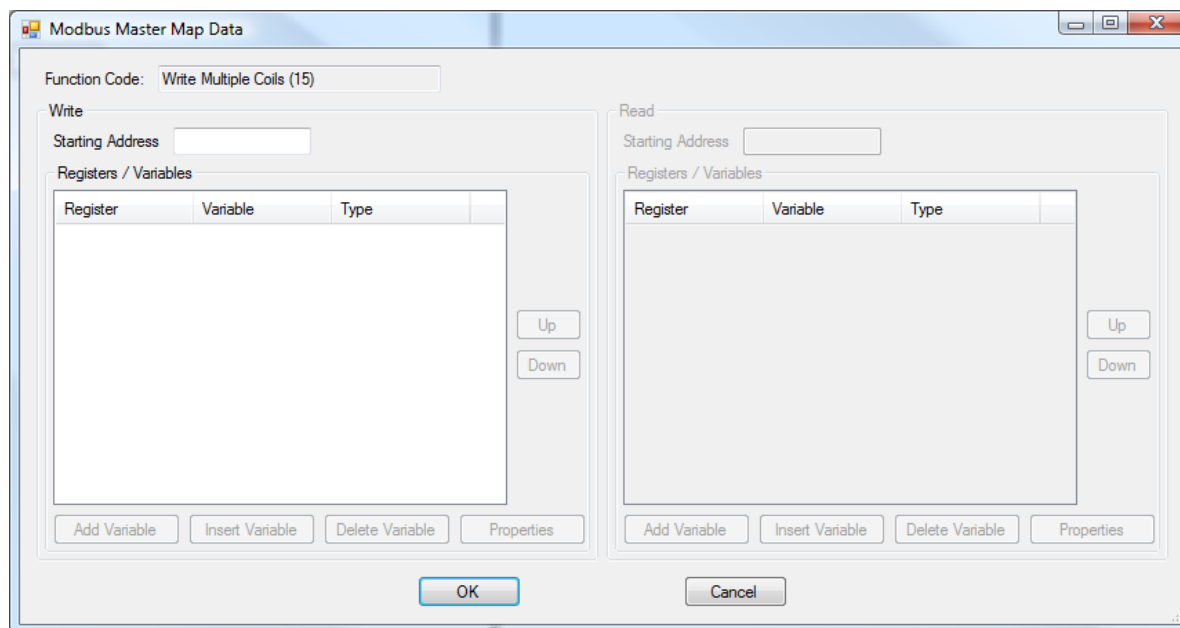 Modbus Master Map Data
Function Code: Write Multiple Coils (15)
Write
Starting Address
Registers / Variables
Register Variable Type
Up
Down
Add Variable Insert Variable Delete Variable Properties
Read
Starting Address
Registers / Variables
Register Variable Type
Up
Down
Add Variable Insert Variable Delete Variable Properties
OK Cancel